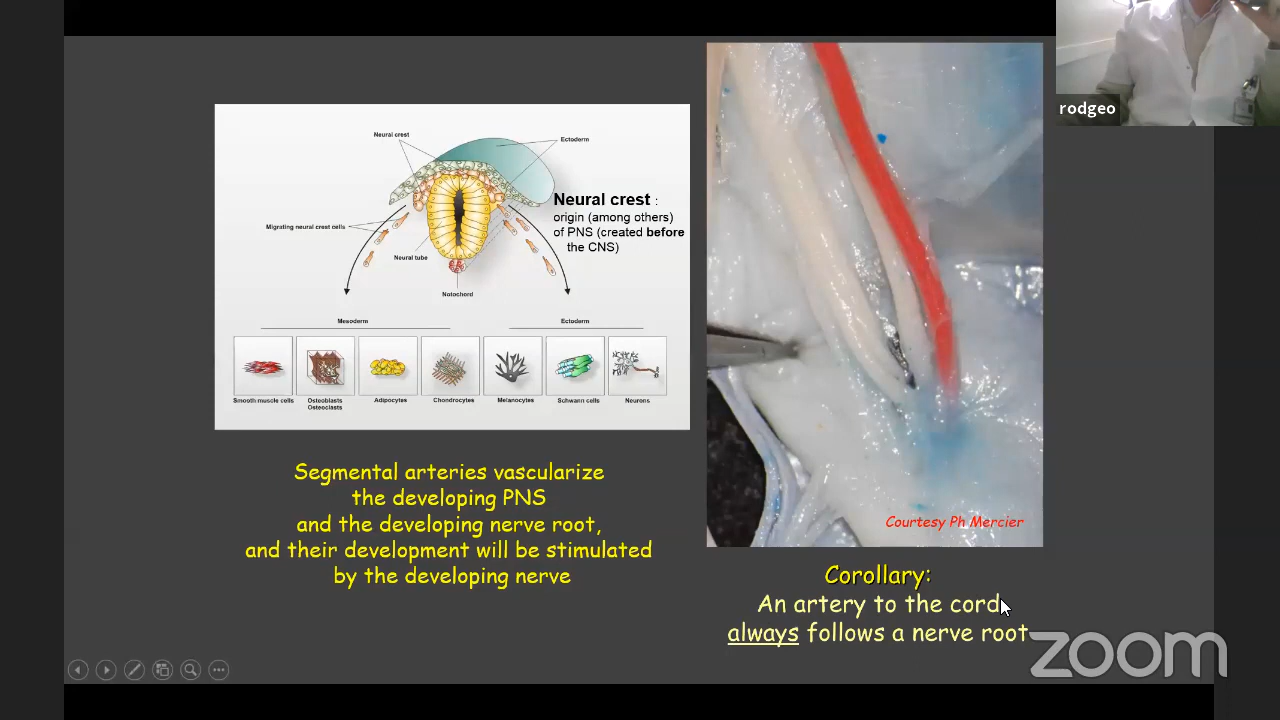 rodgeo
Neural crest
Ectoderm
Neural crest :
origin (among others)
of PNS (created before
the CNS)
Migrating neural crest cells
Neural tube
Notochord
Mesoderm
Ectoderm
Smooth muscle cells
Osteoblasts
Osteoclasts
Adipocytes
Chondrocytes
Melanocytes
Schwann cells
Neurons
Segmental arteries vascularize
the developing PNS
and the developing nerve root,
and their development will be stimulated
by the developing nerve
Courtesy Ph Mercier
Corollary:
An artery to the cord
always follows a nerve root
zoom